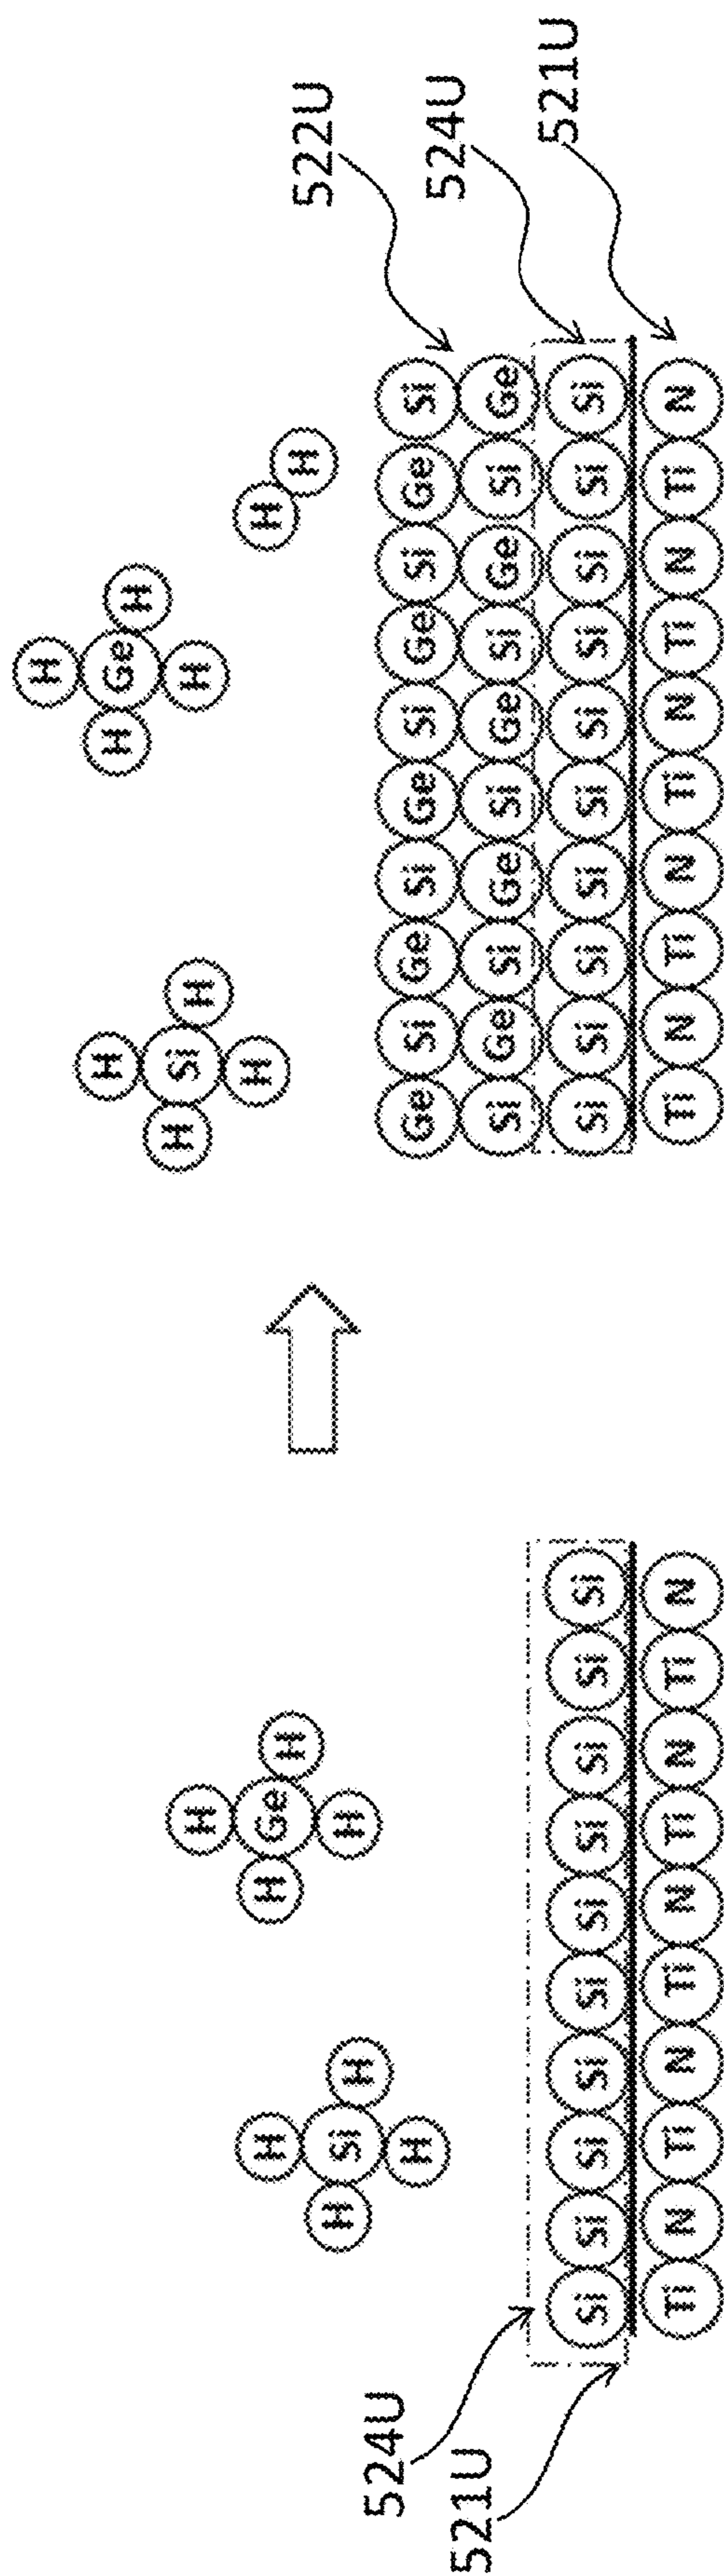 H
H Si H
H
H
H Ge H
H
524U
521U
Si Si Si Si Si Si Si Si Si Si
Ti N Ti N Ti N Ti N Ti N
H
H Si H
H
H
H Ge H
H
H H
522U
524U
521U
Ge Si Ge Si Ge Si Ge Si Ge Si
Si Ge Si Ge Si Ge Si Ge Si Ge
Si Si Si Si Si Si Si Si Si Si
Ti N Ti N Ti N Ti N Ti N